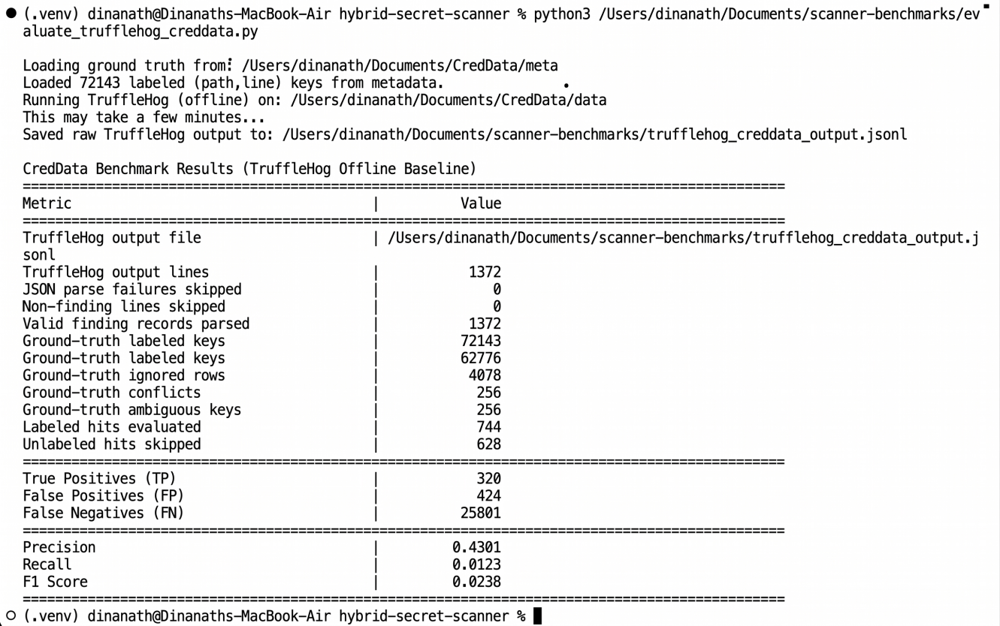 (.venv) dinanath@Dinanaths-MacBook-Air hybrid-secret-scanner % python3 /Users/dinanath/Documents/scanner-benchmarks/ev
aluate_trufflehog_creddata.py
Loading ground truth from: /Users/dinanath/Documents/CredData/meta
Loaded 72143 labeled (path,line) keys from metadata.
Running TruffleHog (offline) on: /Users/dinanath/Documents/CredData/data
This may take a few minutes...
Saved raw TruffleHog output to: /Users/dinanath/Documents/scanner-benchmarks/trufflehog_creddata_output.jsonl
CredData Benchmark Results (TruffleHog Offline Baseline)
================================================================================
Metric | Value
================================================================================
TruffleHog output file | /Users/dinanath/Documents/scanner-benchmarks/trufflehog_creddata_output.j
sonl
TruffleHog output lines | 1372
JSON parse failures skipped | 0
Non-finding lines skipped | 0
Valid finding records parsed | 1372
Ground-truth labeled keys | 72143
Ground-truth labeled keys | 62776
Ground-truth ignored rows | 4078
Ground-truth conflicts | 256
Ground-truth ambiguous keys | 256
Labeled hits evaluated | 744
Unlabeled hits skipped | 628
================================================================================
True Positives (TP) | 320
False Positives (FP) | 424
False Negatives (FN) | 25801
================================================================================
Precision | 0.4301
Recall | 0.0123
F1 Score | 0.0238
================================================================================
(.venv) dinanath@Dinanaths-MacBook-Air hybrid-secret-scanner %